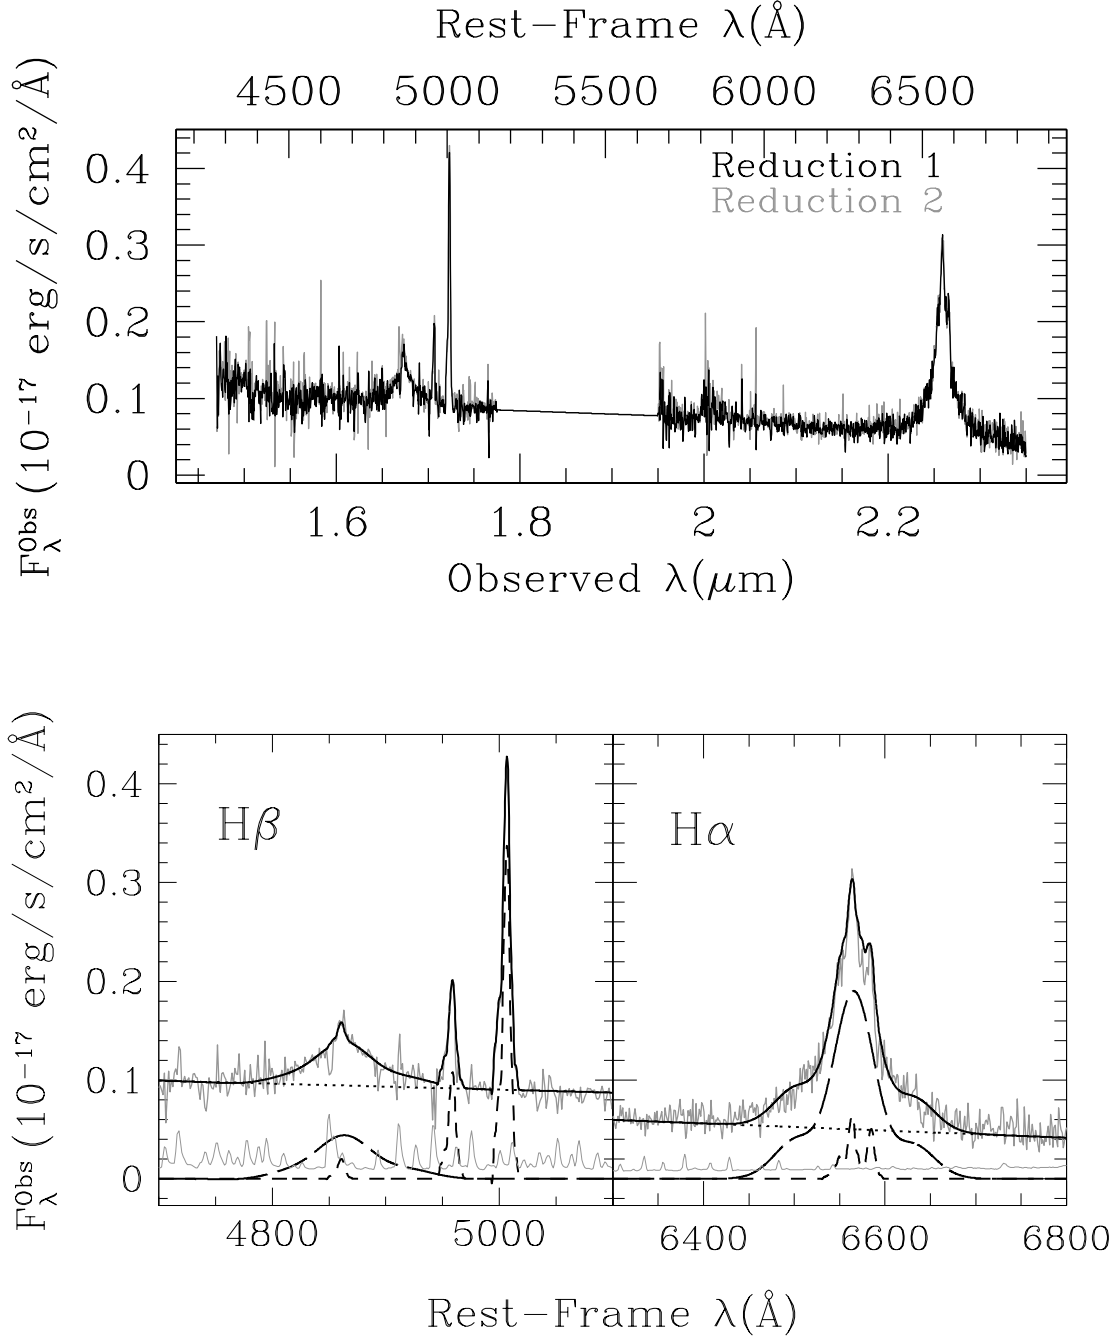 Rest−Frame λ(Å)
4500 5000 5500 6000 6500
F_λ^Obs (10⁻¹⁷ erg/s/cm²/Å)
0.4
0.3
0.2
0.1
0
Reduction 1
Reduction 2
1.6 1.8 2 2.2
Observed λ(μm)
F_λ^Obs (10⁻¹⁷ erg/s/cm²/Å)
0.4
0.3
0.2
0.1
0
Hβ
Hα
4800 5000 6400 6600 6800
Rest−Frame λ(Å)